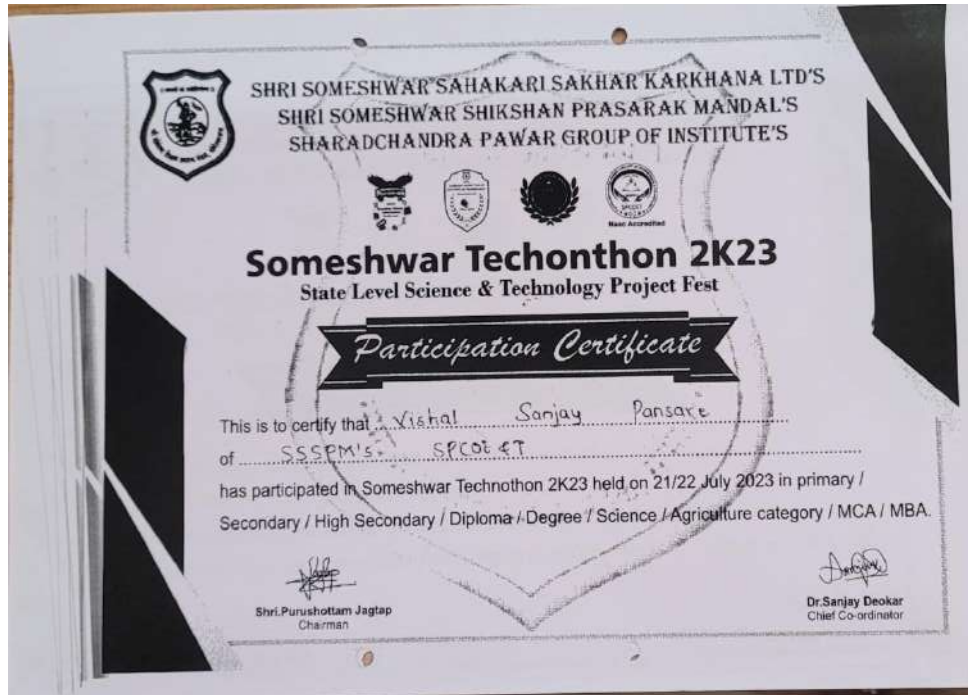 SHRI SOMESHWAR SAHAKARI SAKHAR KARKHANA LTD'S
SHRI SOMESHWAR SHIKSHAN PRASARAK MANDAL'S
SHARADCHANDRA PAWAR GROUP OF INSTITUTE'S
SPCOET
Naac Accredited
Someshwar Techonthon 2K23
State Level Science & Technology Project Fest
Participation Certificate
This is to certify that Vishal Sanjay Pansare
of SSSPM's. SPCOE &T
has participated in Someshwar Technothon 2K23 held on 21/22 July 2023 in primary /
Secondary / High Secondary / Diploma / Degree / Science / Agriculture category / MCA / MBA.
Shri.Purushottam Jagtap
Chairman
Dr.Sanjay Deokar
Chief Co-ordinator